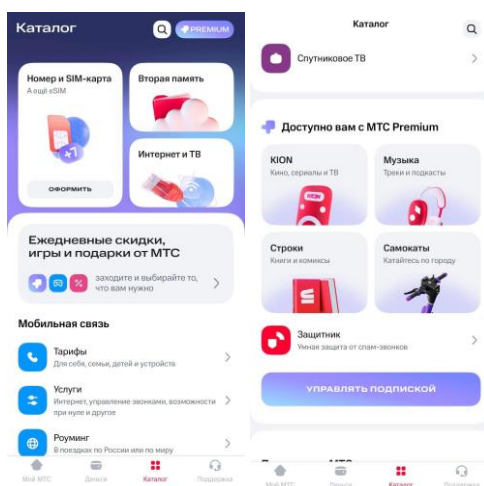 Каталог
PREMIUM
Номер и SIM-карта
А ещё eSIM
+7
ОФОРМИТЬ
Вторая память
Интернет и ТВ
Ежедневные скидки,
игры и подарки от МТС
заходите и выбирайте то,
что вам нужно
Мобильная связь
Тарифы
Для себя, семьи, детей и устройств
Услуги
Интернет, управление звонками, возможности
при нуле и другое
Роуминг
В поездках по России или по миру
Мой МТС
Деньги
Каталог
Поддержка
Каталог
Спутниковое ТВ
Доступно вам с МТС Premium
KION
Кино, сериалы и ТВ
KION
Музыка
Треки и подкасты
Строки
Книги и комиксы
Самокаты
Катайтесь по городу
Защитник
Умная защита от спам-звонков
УПРАВЛЯТЬ ПОДПИСКОЙ
Мой МТС
Деньги
Каталог
Поддержка